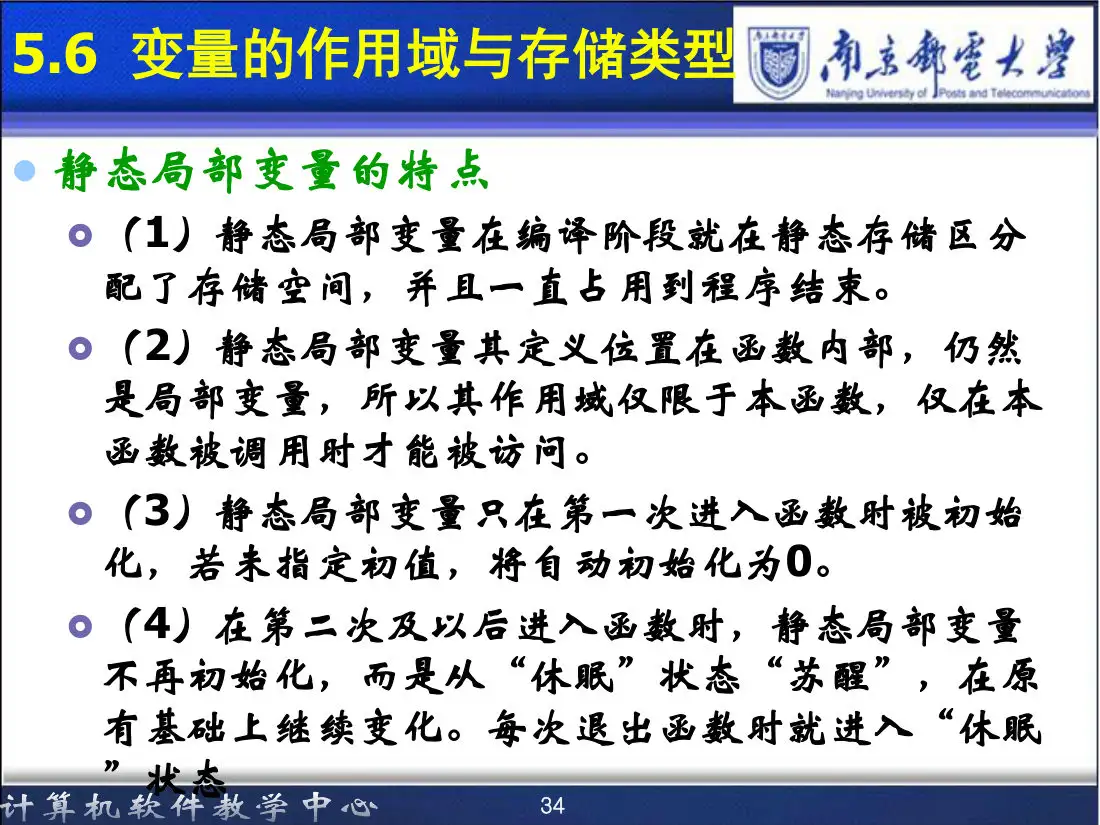 5.6 变量的作用域与存储类型
南京邮电大学
Nanjing University of Posts and Telecommunications
静态局部变量的特点
（1）静态局部变量在编译阶段就在静态存储区分
配了存储空间，并且一直占用到程序结束。
（2）静态局部变量其定义位置在函数内部，仍然
是局部变量，所以其作用域仅限于本函数，仅在本
函数被调用时才能被访问。
（3）静态局部变量只在第一次进入函数时被初始
化，若未指定初值，将自动初始化为0。
（4）在第二次及以后进入函数时，静态局部变量
不再初始化，而是从“休眠”状态“苏醒”，在原
有基础上继续变化。每次退出函数时就进入“休眠
”状态
计算机软件教学中心
34